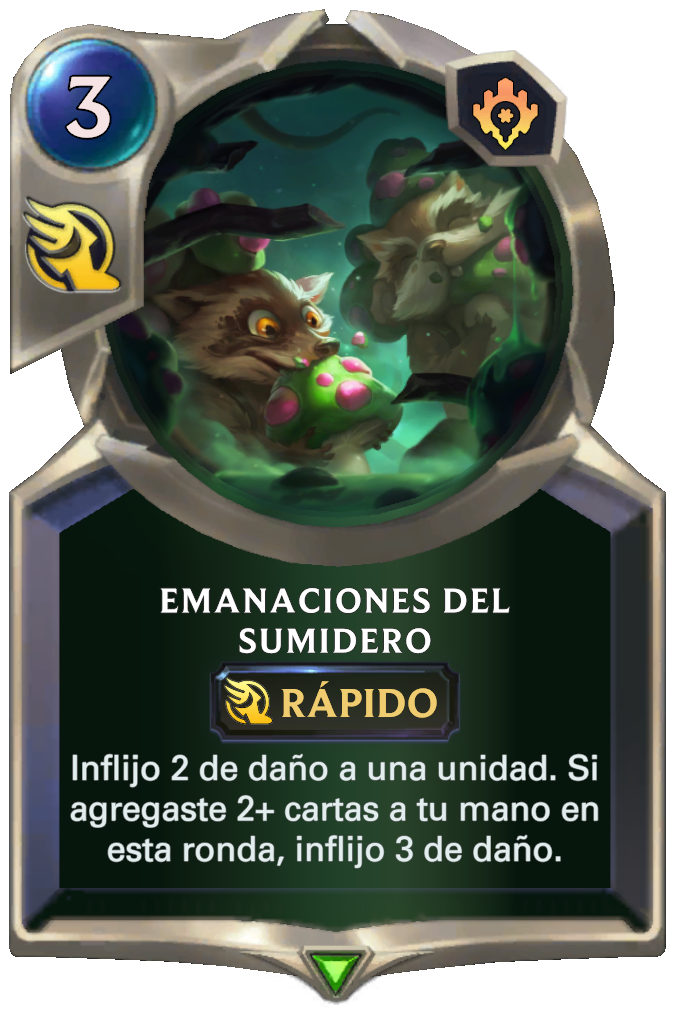 3
EMANACIONES DEL
SUMIDERO
RÁPIDO
Inflijo 2 de daño a una unidad. Si
agregaste 2+ cartas a tu mano en
esta ronda, inflijo 3 de daño.